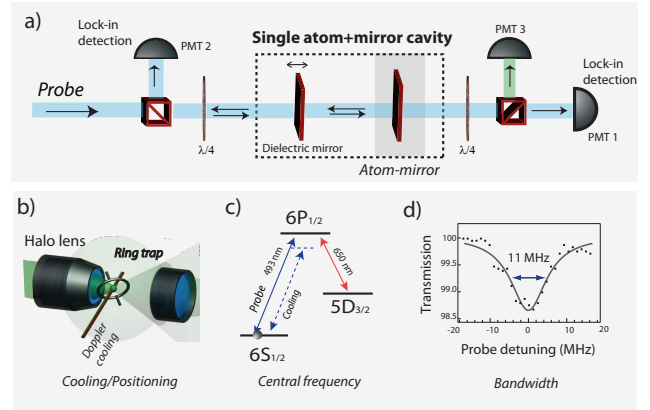 a)
Lock-in
detection
PMT 2
Single atom+mirror cavity
PMT 3
Lock-in
detection
Probe
PMT 1
λ/4
Dielectric mirror
λ/4
Atom-mirror
b)
Halo lens
Ring trap
Doppler
cooling
Cooling/Positioning
c)
6P1/2
493 nm
650 nm
Probe
Cooling
5D3/2
6S1/2
Central frequency
d)
Transmission
100
99.5
99
98.5
11 MHz
-20 -10 0 10 20
Probe detuning (MHz)
Bandwidth